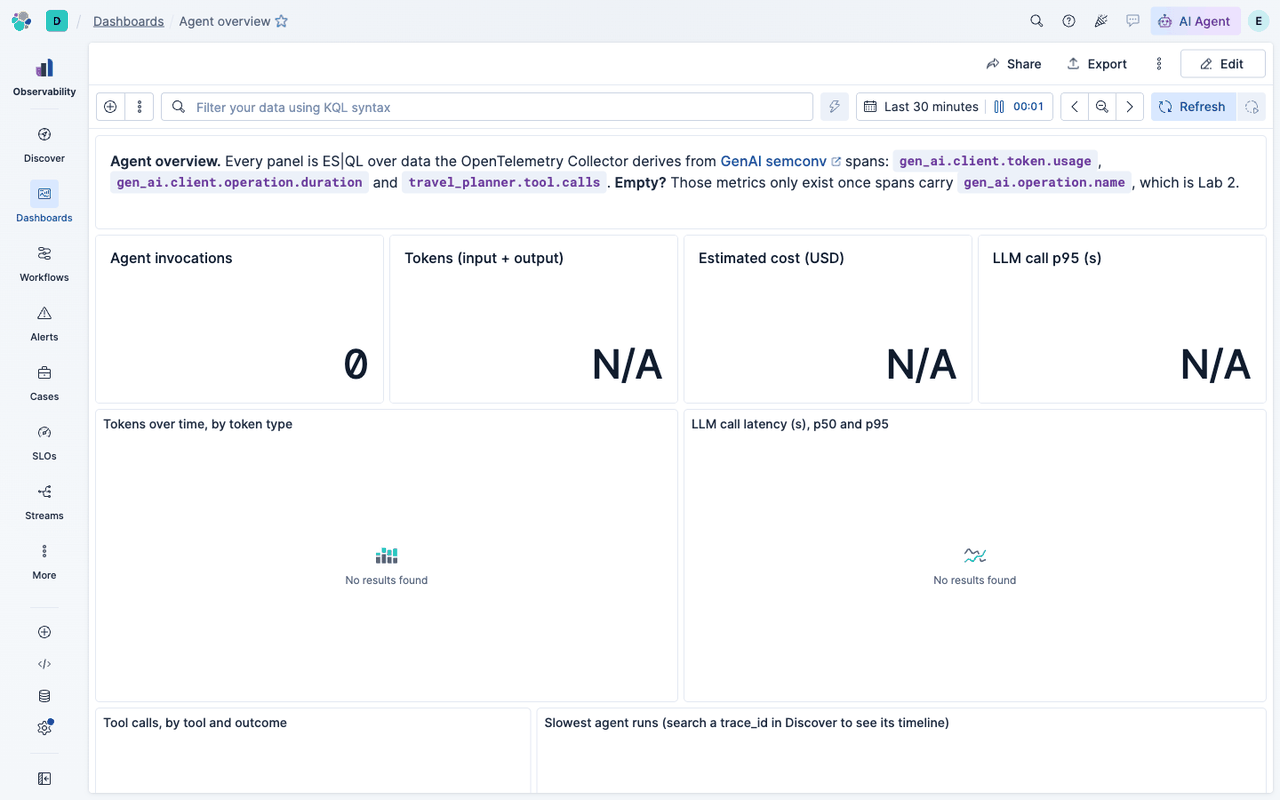 D / Dashboards / Agent overview
AI Agent
E
Observability
Discover
Dashboards
Workflows
Alerts
Cases
SLOs
Streams
More
Share
Export
Edit
Filter your data using KQL syntax
Last 30 minutes
00:01
Refresh
Agent overview. Every panel is ES|QL over data the OpenTelemetry Collector derives from GenAI semconv spans: gen_ai.client.token.usage ,
gen_ai.client.operation.duration and travel_planner.tool.calls . Empty? Those metrics only exist once spans carry gen_ai.operation.name , which is Lab 2.
Agent invocations
0
Tokens (input + output)
N/A
Estimated cost (USD)
N/A
LLM call p95 (s)
N/A
Tokens over time, by token type
No results found
LLM call latency (s), p50 and p95
No results found
Tool calls, by tool and outcome
Slowest agent runs (search a trace_id in Discover to see its timeline)